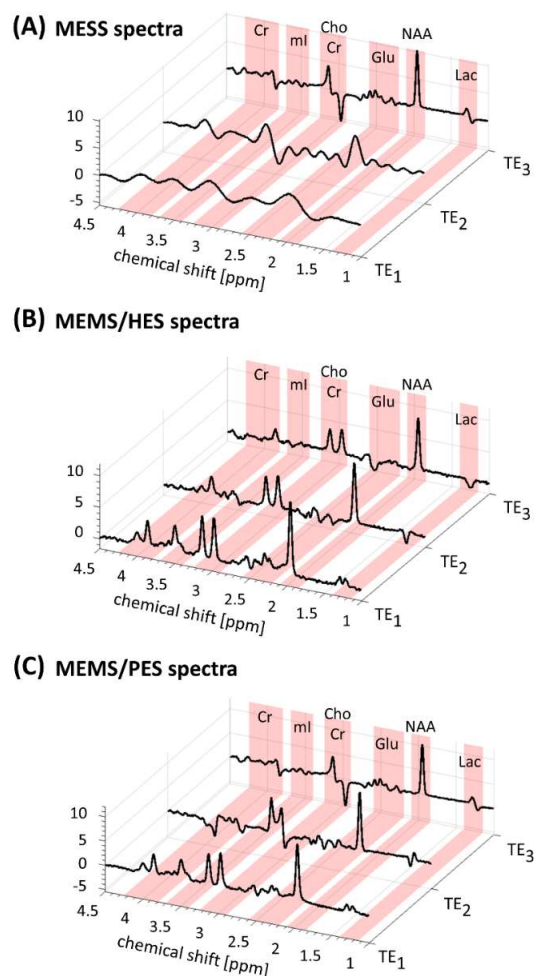 (A) MESS spectra
Cr
mI
Cho
Cr
Glu
NAA
Lac
10
5
0
-5
4.5
4
3.5
3
2.5
2
1.5
1
chemical shift [ppm]
TE1
TE2
TE3
(B) MEMS/HES spectra
Cr
mI
Cho
Cr
Glu
NAA
Lac
10
5
0
4.5
4
3.5
3
2.5
2
1.5
1
chemical shift [ppm]
TE1
TE2
TE3
(C) MEMS/PES spectra
Cr
mI
Cho
Cr
Glu
NAA
Lac
10
5
0
-5
4.5
4
3.5
3
2.5
2
1.5
1
chemical shift [ppm]
TE1
TE2
TE3